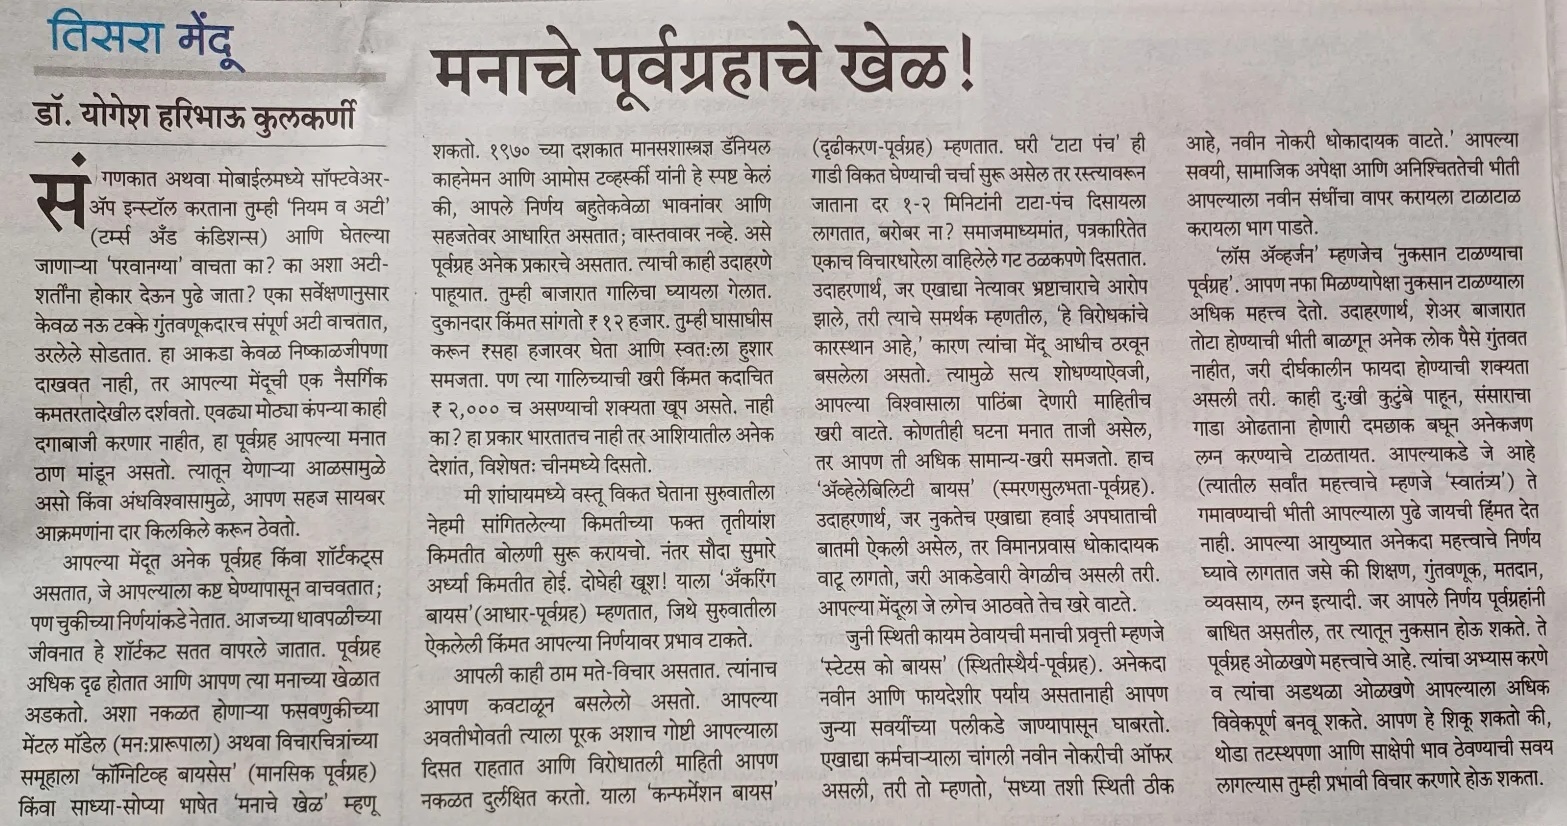 तिसरा मेंदू
मनाचे पूर्वग्रहाचे खेळ!
डॉ. योगेश हरिभाऊ कुलकर्णी
संगणकात अथवा मोबाईलमध्ये सॉफ्टवेअर-
ॲप इन्स्टॉल करताना तुम्ही 'नियम व अटी'
(टर्म्स अँड कंडिशन्स) आणि घेतल्या
जाणाऱ्या 'परवानग्या' वाचता का? का अशा अटी-
शर्तींना होकार देऊन पुढे जाता? एका सर्वेक्षणानुसार
केवळ नऊ टक्के गुंतवणूकदारच संपूर्ण अटी वाचतात,
उरलेले सोडतात. हा आकडा केवळ निष्काळजीपणा
दाखवत नाही, तर आपल्या मेंदूची एक नैसर्गिक
कमतरतादेखील दर्शवतो. एवढ्या मोठ्या कंपन्या काही
दगाबाजी करणार नाहीत, हा पूर्वग्रह आपल्या मनात
ठाण मांडून असतो. त्यातून येणाऱ्या आळसामुळे
असो किंवा अंधविश्वासामुळे, आपण सहज सायबर
आक्रमणांना दार किलकिले करून ठेवतो.
आपल्या मेंदूत अनेक पूर्वग्रह किंवा शॉर्टकट्स
असतात, जे आपल्याला कष्ट घेण्यापासून वाचवतात;
पण चुकीच्या निर्णयांकडे नेतात. आजच्या धावपळीच्या
जीवनात हे शॉर्टकट सतत वापरले जातात. पूर्वग्रह
अधिक दृढ होतात आणि आपण त्या मनाच्या खेळात
अडकतो. अशा नकळत होणाऱ्या फसवणुकीच्या
मेंटल मॉडेल (मन:प्रारूपाला) अथवा विचारचित्रांच्या
समूहाला 'कॉग्निटिव्ह बायसेस' (मानसिक पूर्वग्रह)
किंवा साध्या-सोप्या भाषेत 'मनाचे खेळ' म्हणू
शकतो. १९७० च्या दशकात मानसशास्त्रज्ञ डॅनियल
काहनेमन आणि आमोस टव्हर्स्की यांनी हे स्पष्ट केलं
की, आपले निर्णय बहुतेकवेळा भावनांवर आणि
सहजतेवर आधारित असतात; वास्तवावर नव्हे. असे
पूर्वग्रह अनेक प्रकारचे असतात. त्याची काही उदाहरणे
पाहूयात. तुम्ही बाजारात गालिचा घ्यायला गेलात.
दुकानदार किंमत सांगतो ₹ १२ हजार. तुम्ही घासाघीस
करून ₹सहा हजारवर घेता आणि स्वत:ला हुशार
समजता. पण त्या गालिच्याची खरी किंमत कदाचित
₹ २,००० च असण्याची शक्यता खूप असते. नाही
का? हा प्रकार भारतातच नाही तर आशियातील अनेक
देशांत, विशेषतः चीनमध्ये दिसतो.
मी शांघायमध्ये वस्तू विकत घेताना सुरुवातीला
नेहमी सांगितलेल्या किमतीच्या फक्त तृतीयांश
किमतीत बोलणी सुरू करायचो. नंतर सौदा सुमारे
अर्ध्या किमतीत होई. दोघेही खूश! याला 'अँकरिंग
बायस'(आधार-पूर्वग्रह) म्हणतात, जिथे सुरुवातीला
ऐकलेली किंमत आपल्या निर्णयावर प्रभाव टाकते.
आपली काही ठाम मते-विचार असतात. त्यांनाच
आपण कवटाळून बसलेलो असतो. आपल्या
अवतीभोवती त्याला पूरक अशाच गोष्टी आपल्याला
दिसत राहतात आणि विरोधातली माहिती आपण
नकळत दुर्लक्षित करतो. याला 'कन्फर्मेशन बायस'
(दृढीकरण-पूर्वग्रह) म्हणतात. घरी 'टाटा पंच' ही
गाडी विकत घेण्याची चर्चा सुरू असेल तर रस्त्यावरून
जाताना दर १-२ मिनिटांनी टाटा-पंच दिसायला
लागतात, बरोबर ना? समाजमाध्यमांत, पत्रकारितेत
एकाच विचारधारेला वाहिलेले गट ठळकपणे दिसतात.
उदाहरणार्थ, जर एखाद्या नेत्यावर भ्रष्टाचाराचे आरोप
झाले, तरी त्याचे समर्थक म्हणतील, 'हे विरोधकांचे
कारस्थान आहे,' कारण त्यांचा मेंदू आधीच ठरवून
बसलेला असतो. त्यामुळे सत्य शोधण्याऐवजी,
आपल्या विश्वासाला पाठिंबा देणारी माहितीच
खरी वाटते. कोणतीही घटना मनात ताजी असेल,
तर आपण ती अधिक सामान्य-खरी समजतो. हाच
'ॲव्हेलेबिलिटी बायस' (स्मरणसुलभता-पूर्वग्रह).
उदाहरणार्थ, जर नुकतेच एखाद्या हवाई अपघाताची
बातमी ऐकली असेल, तर विमानप्रवास धोकादायक
वाटू लागतो, जरी आकडेवारी वेगळीच असली तरी.
आपल्या मेंदूला जे लगेच आठवते तेच खरे वाटते.
जुनी स्थिती कायम ठेवायची मनाची प्रवृत्ती म्हणजे
'स्टेटस को बायस' (स्थितीस्थैर्य-पूर्वग्रह). अनेकदा
नवीन आणि फायदेशीर पर्याय असतानाही आपण
जुन्या सवयींच्या पलीकडे जाण्यापासून घाबरतो.
एखाद्या कर्मचाऱ्याला चांगली नवीन नोकरीची ऑफर
असली, तरी तो म्हणतो, 'सध्या तशी स्थिती ठीक
आहे, नवीन नोकरी धोकादायक वाटते.' आपल्या
सवयी, सामाजिक अपेक्षा आणि अनिश्चिततेची भीती
आपल्याला नवीन संधींचा वापर करायला टाळाटाळ
करायला भाग पाडते.
'लॉस ॲव्हर्जन' म्हणजेच 'नुकसान टाळण्याचा
पूर्वग्रह'. आपण नफा मिळण्यापेक्षा नुकसान टाळण्याला
अधिक महत्त्व देतो. उदाहरणार्थ, शेअर बाजारात
तोटा होण्याची भीती बाळगून अनेक लोक पैसे गुंतवत
नाहीत, जरी दीर्घकालीन फायदा होण्याची शक्यता
असली तरी. काही दु:खी कुटुंबे पाहून, संसाराचा
गाडा ओढताना होणारी दमछाक बघून अनेकजण
लग्न करण्याचे टाळतायत. आपल्याकडे जे आहे
(त्यातील सर्वांत महत्त्वाचे म्हणजे 'स्वातंत्र्य') ते
गमावण्याची भीती आपल्याला पुढे जायची हिंमत देत
नाही. आपल्या आयुष्यात अनेकदा महत्त्वाचे निर्णय
घ्यावे लागतात जसे की शिक्षण, गुंतवणूक, मतदान,
व्यवसाय, लग्न इत्यादी. जर आपले निर्णय पूर्वग्रहांनी
बाधित असतील, तर त्यातून नुकसान होऊ शकते. ते
पूर्वग्रह ओळखणे महत्त्वाचे आहे. त्यांचा अभ्यास करणे
व त्यांचा अडथळा ओळखणे आपल्याला अधिक
विवेकपूर्ण बनवू शकते. आपण हे शिकू शकतो की,
थोडा तटस्थपणा आणि साक्षेपी भाव ठेवण्याची सवय
लागल्यास तुम्ही प्रभावी विचार करणारे होऊ शकता.